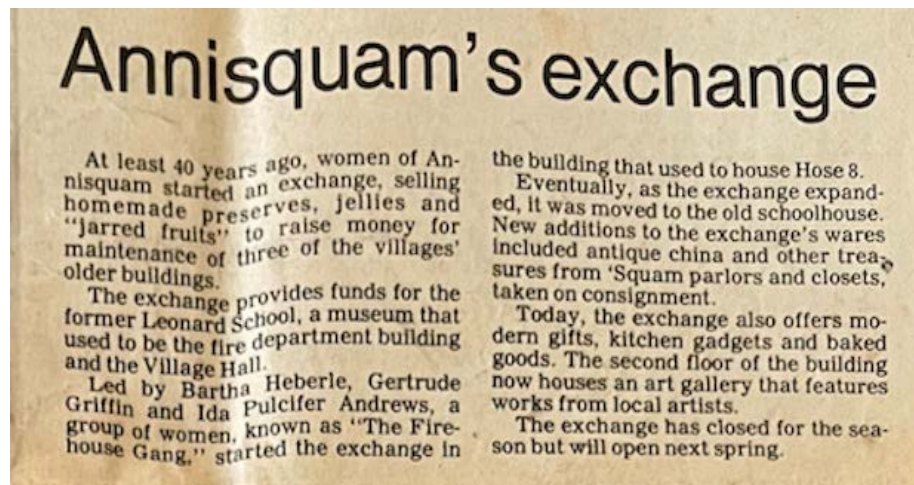 Annisquam's exchange
At least 40 years ago, women of An-
nisquam started an exchange, selling
homemade preserves, jellies and
"jarred fruits" to raise money for
maintenance of three of the villages'
older buildings.
The exchange provides funds for the
former Leonard School, a museum that
used to be the fire department building
and the Village Hall.
Led by Bartha Heberle, Gertrude
Griffin and Ida Pulcifer Andrews, a
group of women, known as "The Fire-
house Gang," started the exchange in
the building that used to house Hose 8.
Eventually, as the exchange expand-
ed, it was moved to the old schoolhouse.
New additions to the exchange's wares
included antique china and other trea-
sures from 'Squam parlors and closets,
taken on consignment.
Today, the exchange also offers mo-
dern gifts, kitchen gadgets and baked
goods. The second floor of the building
now houses an art gallery that features
works from local artists.
The exchange has closed for the sea-
son but will open next spring.